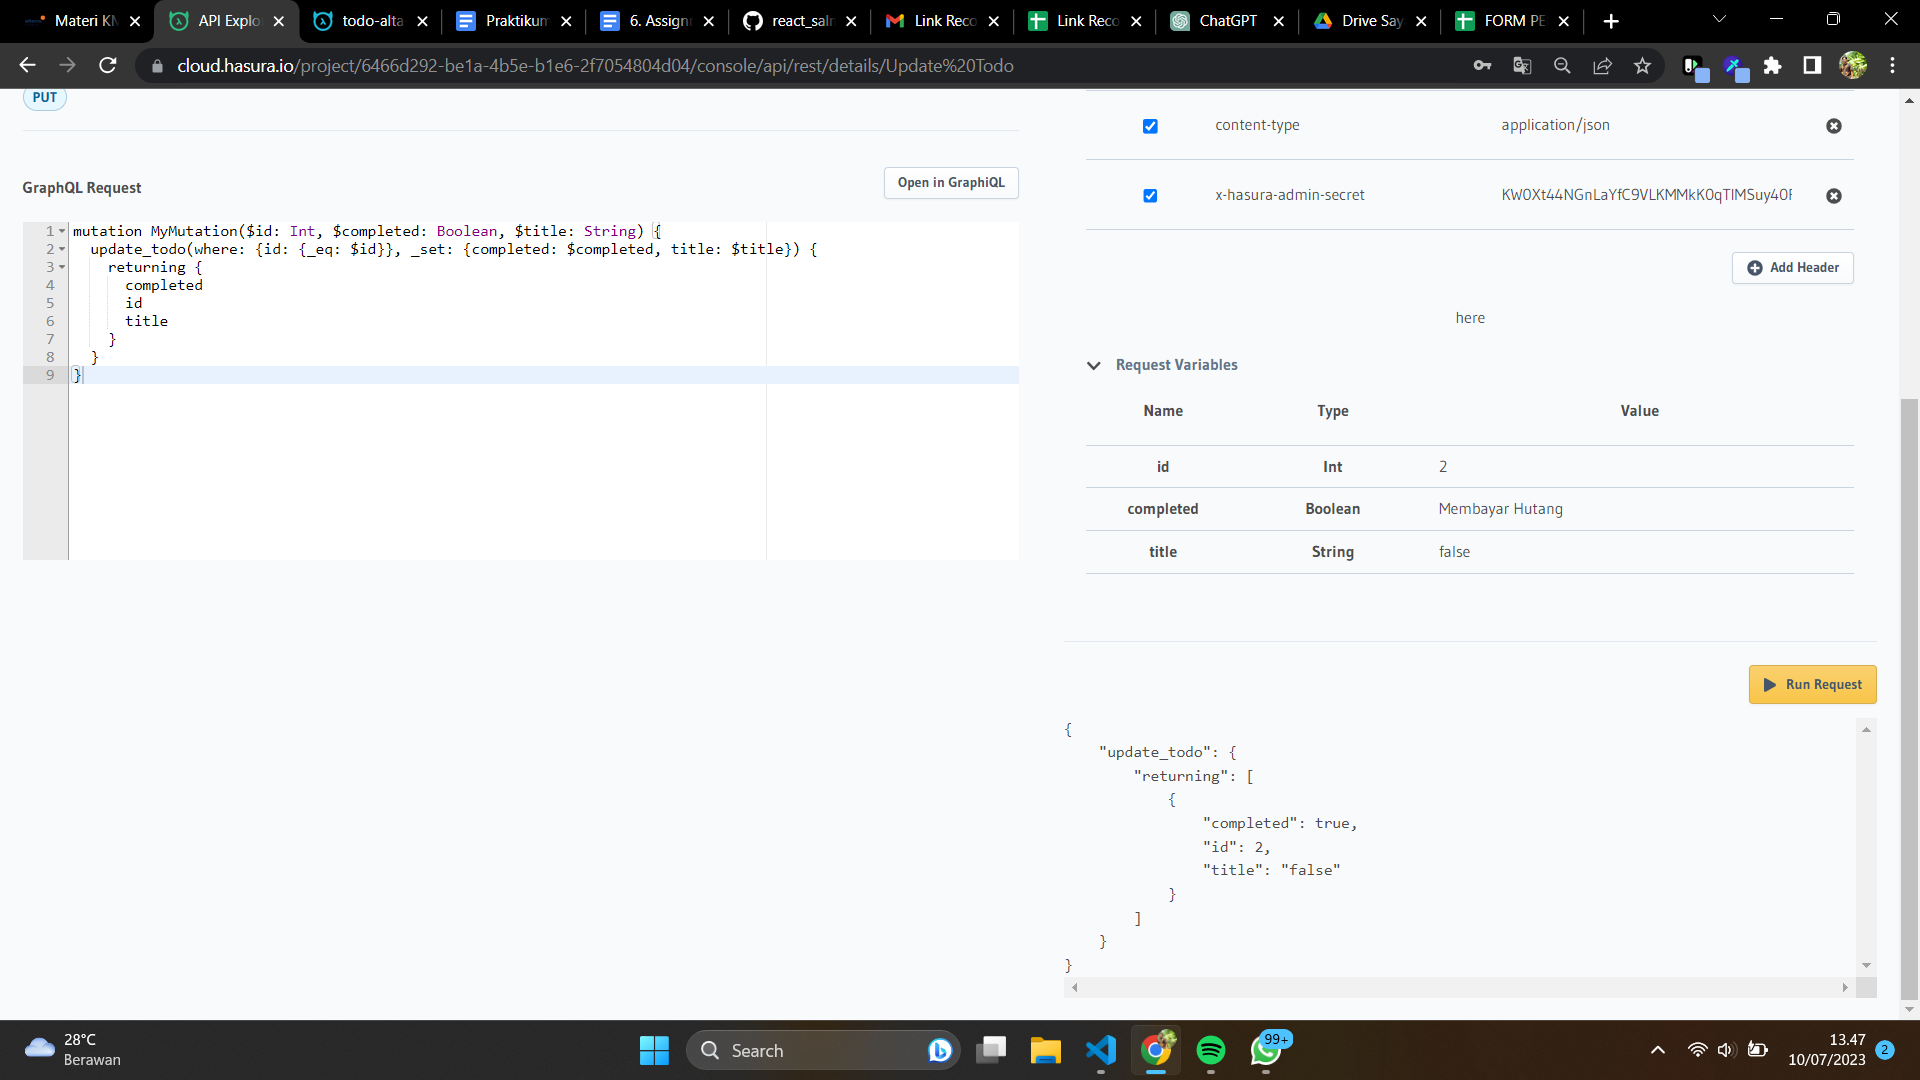 Materi KM
API Explo
todo-alta
Praktikum
6. Assign
react_saln
Link Reco
Link Reco
ChatGPT
Drive Say
FORM PE
cloud.hasura.io/project/6466d292-be1a-4b5e-b1e6-2f7054804d04/console/api/rest/details/Update%20Todo
PUT
GraphQL Request
Open in GraphiQL
1 mutation MyMutation($id: Int, $completed: Boolean, $title: String) {
2 update_todo(where: {id: {_eq: $id}}, _set: {completed: $completed, title: $title}) {
3 returning {
4 completed
5 id
6 title
7 }
8 }
9 }
content-type application/json
x-hasura-admin-secret
Add Header
here
Request Variables
Name Type Value
id Int 2
completed Boolean Membayar Hutang
title String false
Run Request
{
"update_todo": {
"returning": [
{
"completed": true,
"id": 2,
"title": "false"
}
]
}
}
28°C
Berawan
Search
99+
13.47
10/07/2023
2